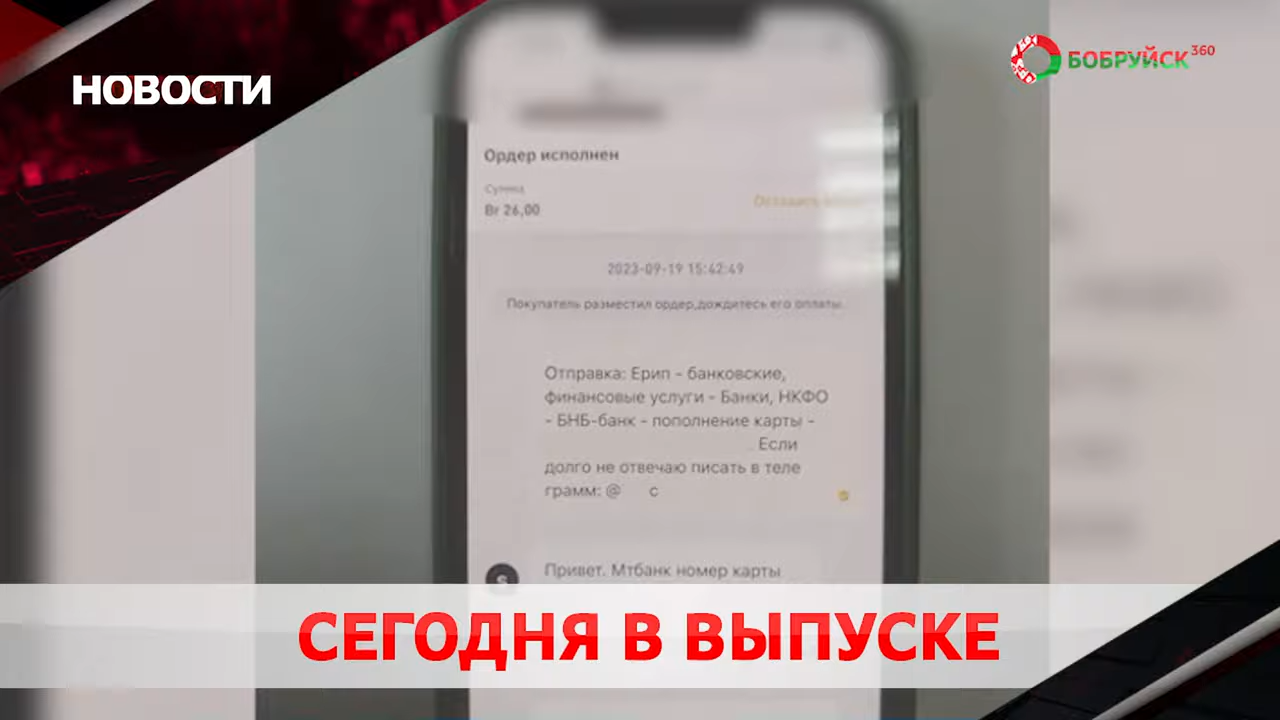 НОВОСТИ
БОБРУЙСК 360
Ордер исполнен
Сумма
Br 26,00
2023-09-19 15:42:49
Покупатель разместил ордер,дождитесь его оплаты.
Отправка: Ерип - банковские,
финансовые услуги - Банки, НКФО
- БНБ-банк - пополнение карты -
Если
долго не отвечаю писать в теле
грамм: @ с
S
Привет. Мтбанк номер карты
СЕГОДНЯ В ВЫПУСКЕ